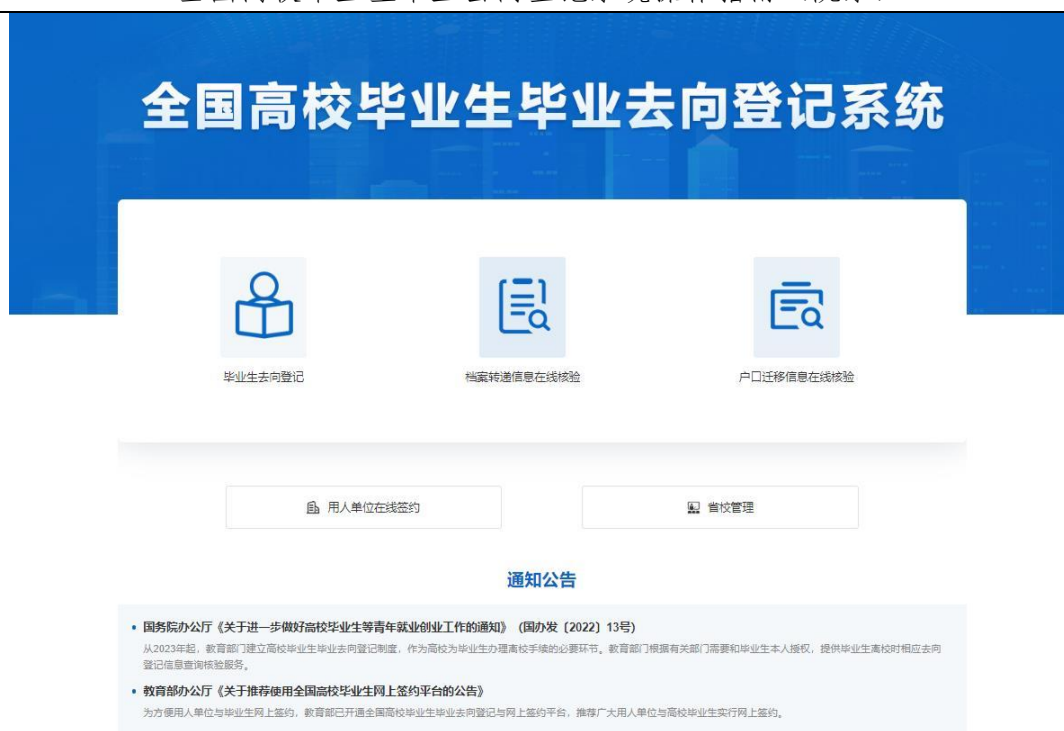 全国高校毕业生毕业去向登记系统
毕业生去向登记
档案转递信息在线核验
户口迁移信息在线核验
用人单位在线签约
省校管理
通知公告
• 国务院办公厅《关于进一步做好高校毕业生等青年就业创业工作的通知》（国办发〔2022〕13号）
从2023年起，教育部门建立高校毕业生毕业去向登记制度，作为高校为毕业生办理离校手续的必要环节。教育部门根据有关部门需要和毕业生本人授权，提供毕业生离校时相应去向
登记信息查询核验服务。
• 教育部办公厅《关于推荐使用全国高校毕业生网上签约平台的公告》
为方便用人单位与毕业生网上签约，教育部已开通全国高校毕业生毕业去向登记与网上签约平台，推荐广大用人单位与高校毕业生实行网上签约。